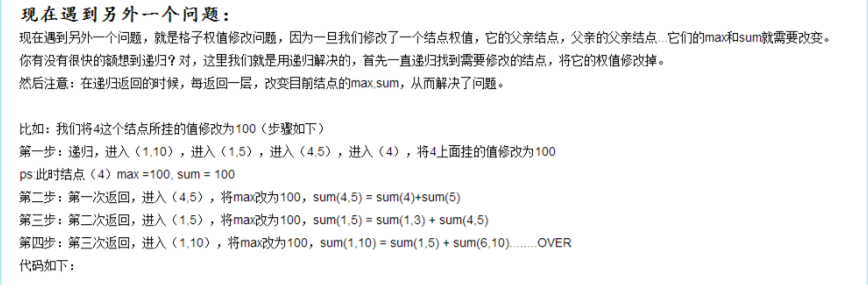 现在遇到另外一个问题：
现在遇到另外一个问题，就是格子权值修改问题，因为一旦我们修改了一个结点权值，它的父亲结点，父亲的父亲结点...它们的max和sum就需要改变。
你有没有很快的额想到递归？对，这里我们就是用递归解决的，首先一直递归找到需要修改的结点，将它的权值修改掉。
然后注意：在递归返回的时候，每返回一层，改变目前结点的max,sum，从而解决了问题。
比如：我们将4这个结点所挂的值修改为100（步骤如下）
第一步：递归，进入（1,10），进入（1,5），进入（4,5），进入（4），将4上面挂的值修改为100
ps:此时结点（4）max =100, sum = 100
第二步：第一次返回，进入（4,5），将max改为100，sum(4,5) = sum(4)+sum(5)
第三步：第二次返回，进入（1,5），将max改为100，sum(1,5) = sum(1,3) + sum(4,5)
第四步：第三次返回，进入（1,10），将max改为100，sum(1,10) = sum(1,5) + sum(6,10)........OVER
代码如下：